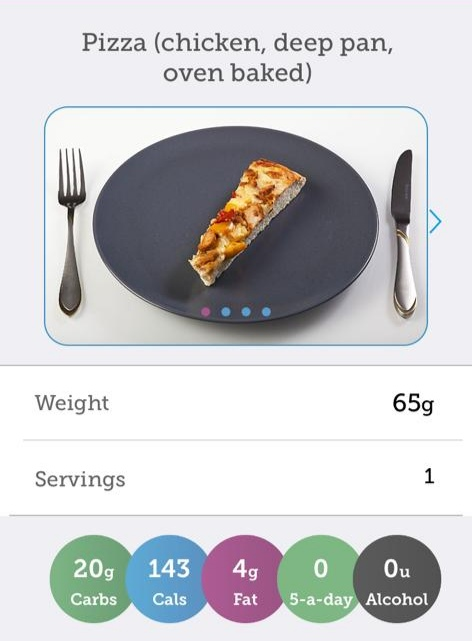 Pizza (chicken, deep pan,
oven baked)
Weight 65g
Servings 1
20g 143 4g 0 0u
Carbs Cals Fat 5-a-day Alcohol